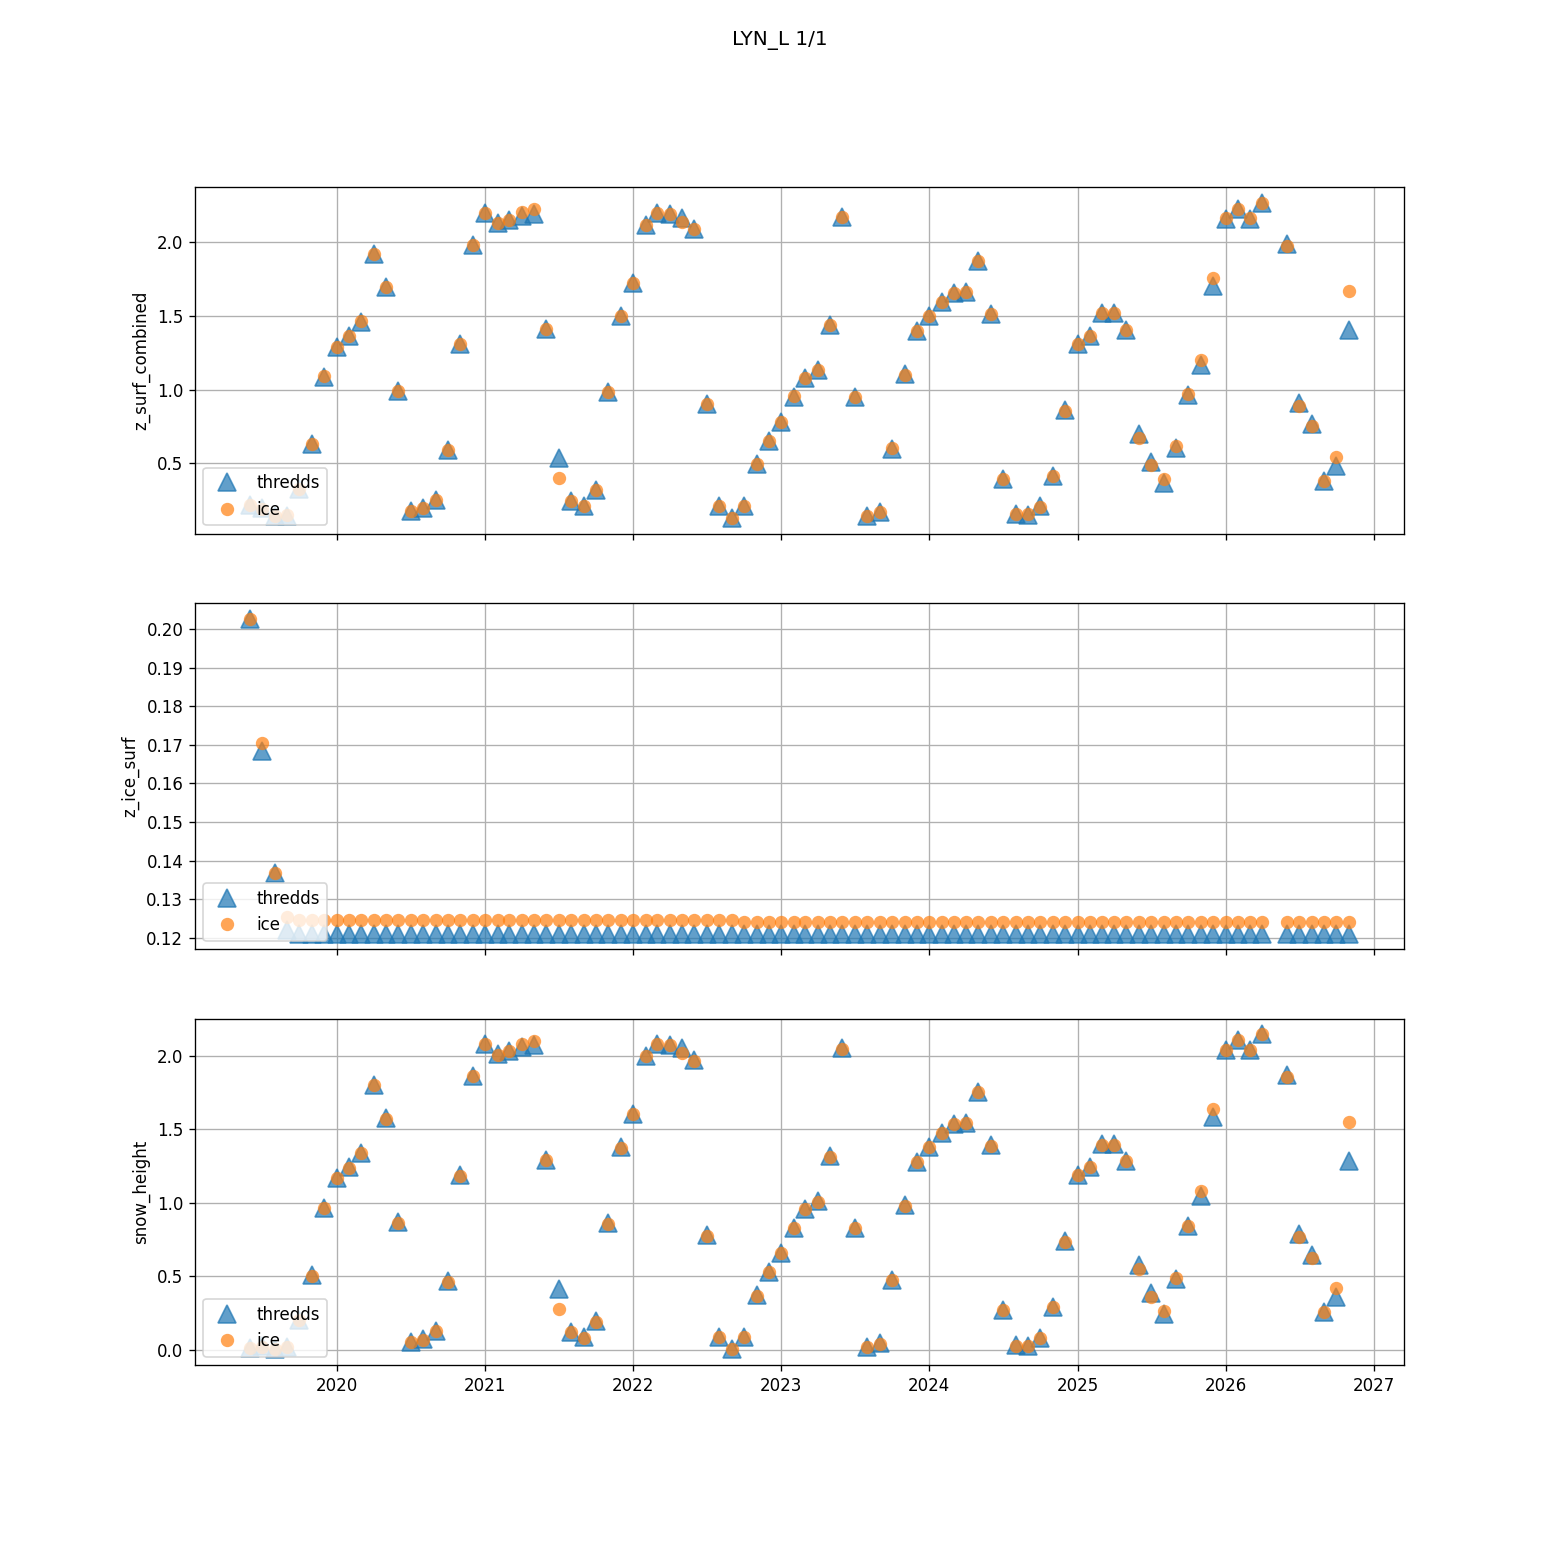 LYN_L 1/1
z_surf_combined
2.0
1.5
1.0
0.5
thredds
ice
z_ice_surf
0.20
0.19
0.18
0.17
0.16
0.15
0.14
0.13
0.12
thredds
ice
snow_height
2.0
1.5
1.0
0.5
0.0
thredds
ice
2020 2021 2022 2023 2024 2025 2026 2027